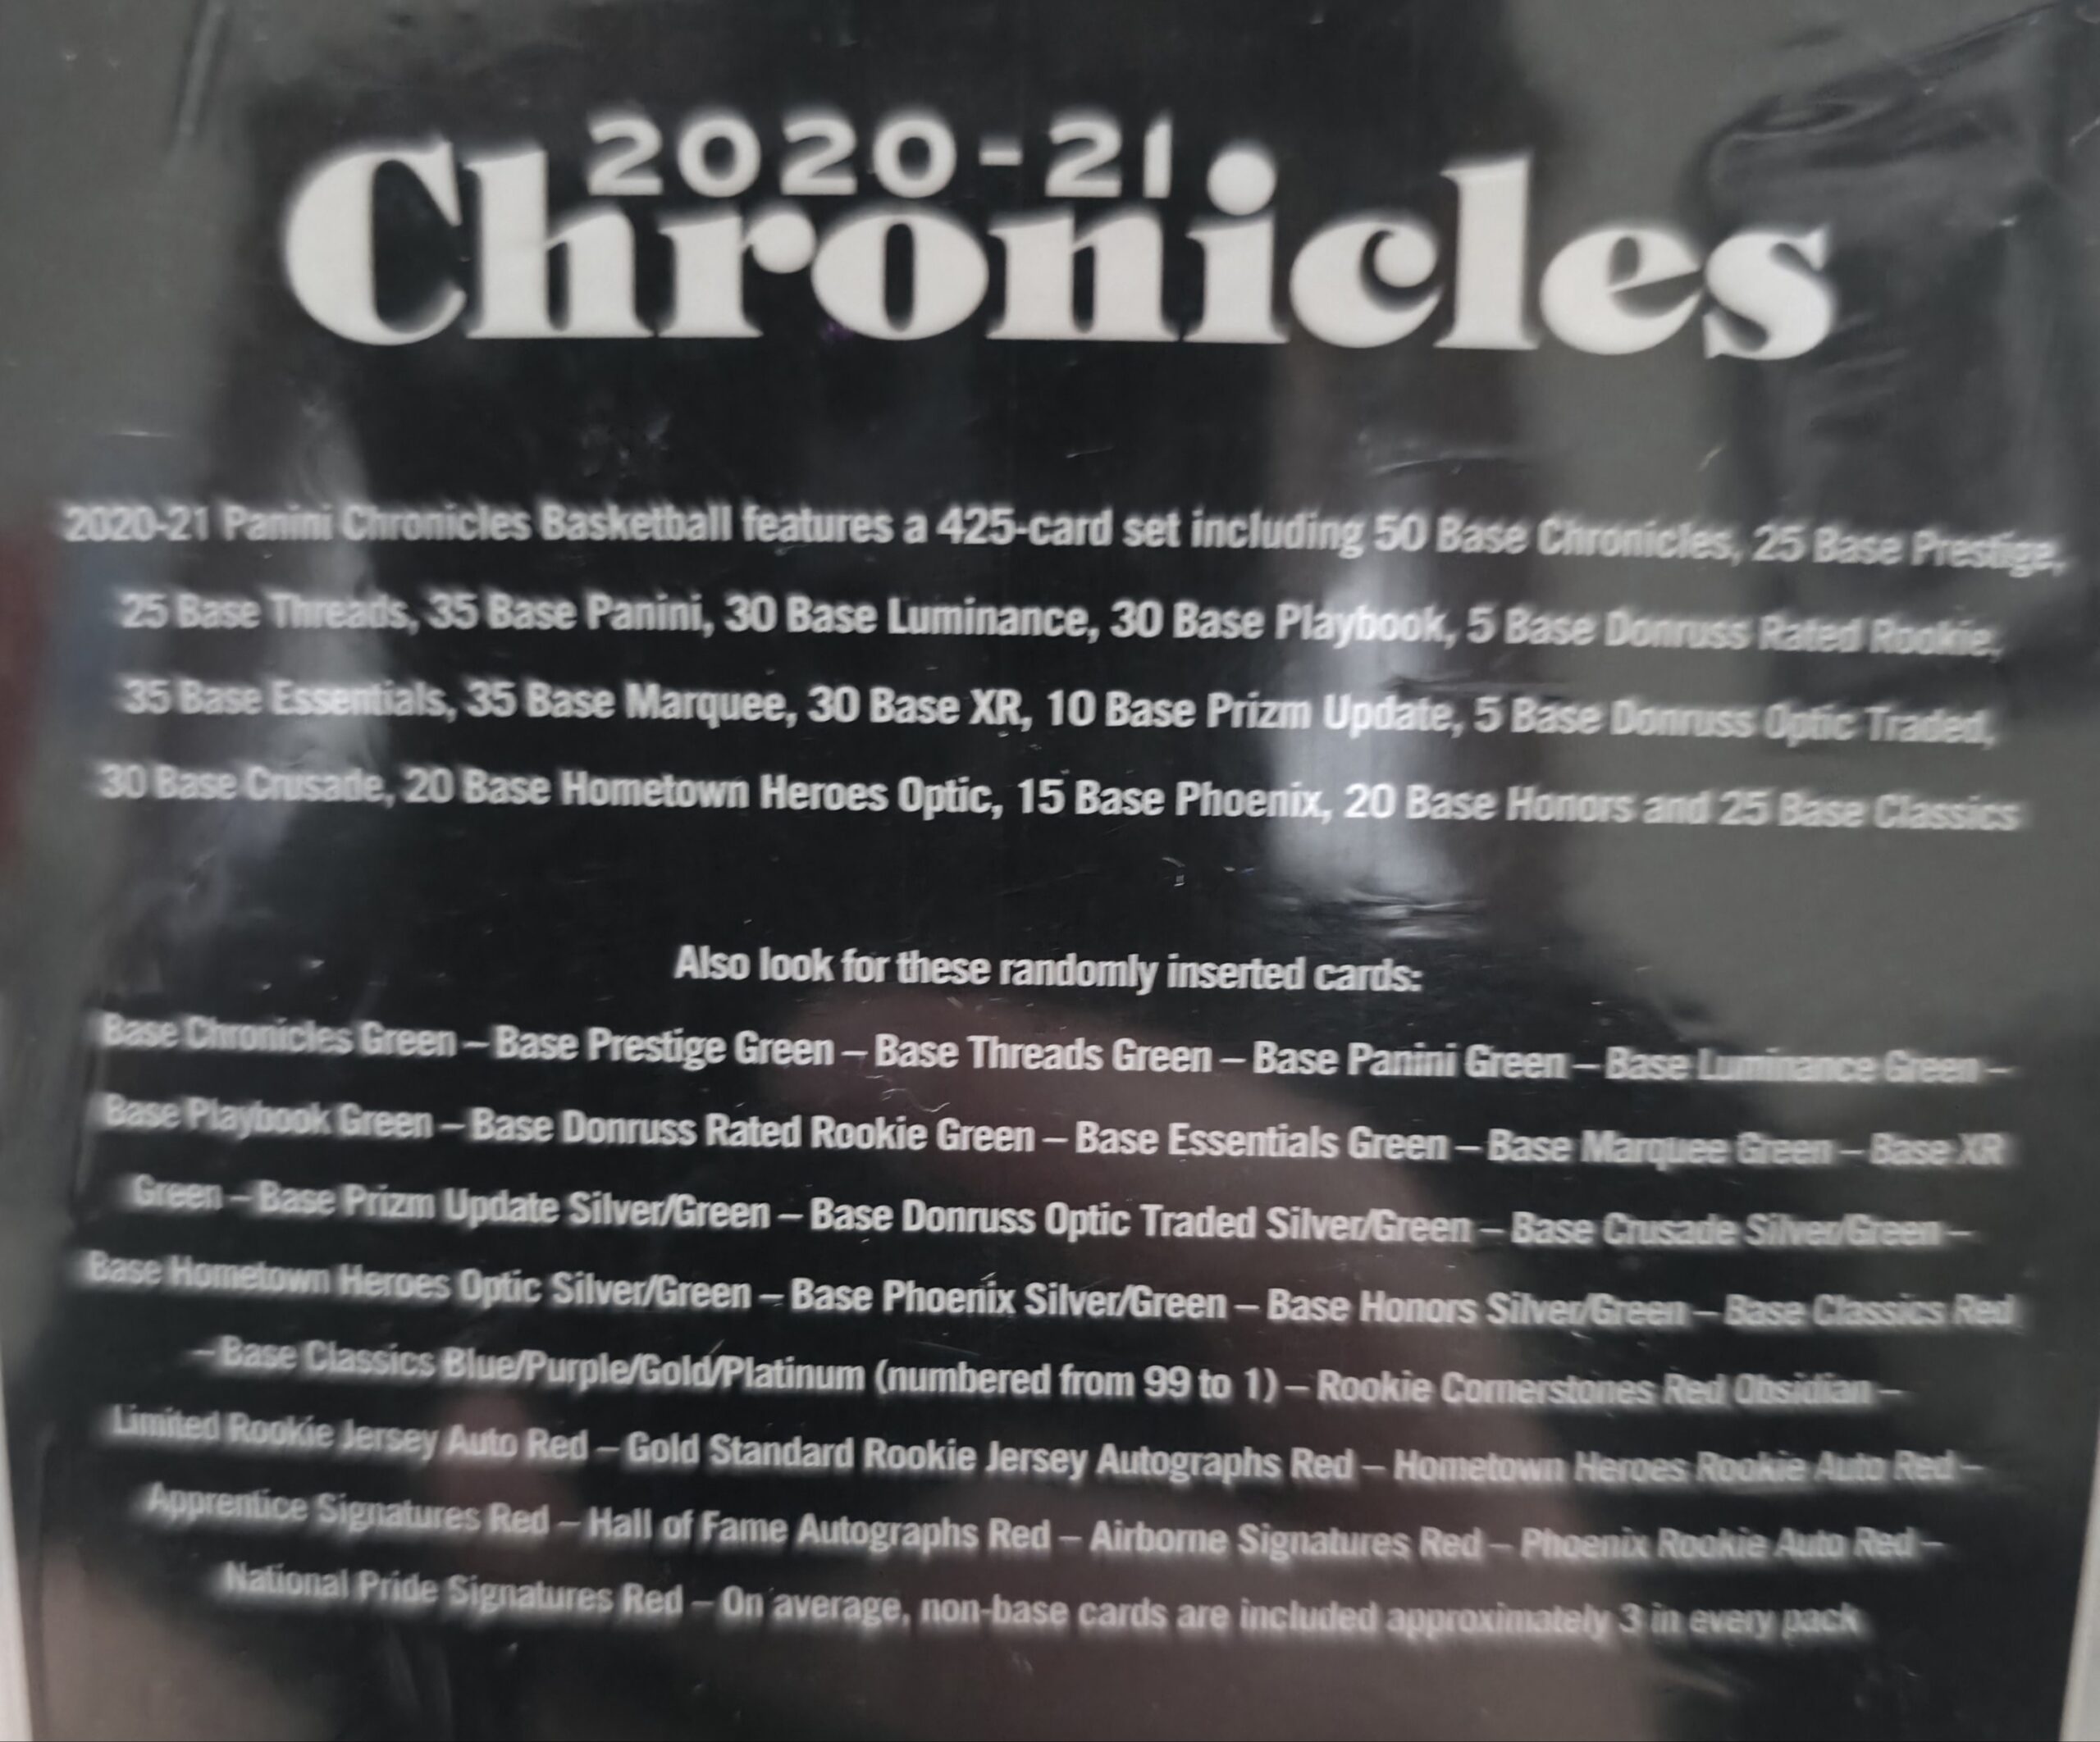 2020-21
Chronicles
2020-21 Panini Chronicles Basketball features a 425-card set including 50 Base Chronicles, 25 Base Prestige,
25 Base Threads, 35 Base Panini, 30 Base Luminance, 30 Base Playbook, 5 Base Donruss Rated Rookie,
35 Base Essentials, 35 Base Marquee, 30 Base XR, 10 Base Prizm Update, 5 Base Donruss Optic Traded,
30 Base Crusade, 20 Base Hometown Heroes Optic, 15 Base Phoenix, 20 Base Honors and 25 Base Classics
Also look for these randomly inserted cards:
Base Chronicles Green – Base Prestige Green – Base Threads Green – Base Panini Green – Base Luminance Green –
Base Playbook Green – Base Donruss Rated Rookie Green – Base Essentials Green – Base Marquee Green – Base XR
Green – Base Prizm Update Silver/Green – Base Donruss Optic Traded Silver/Green – Base Crusade Silver/Green –
Base Hometown Heroes Optic Silver/Green – Base Phoenix Silver/Green – Base Honors Silver/Green – Base Classics Red
– Base Classics Blue/Purple/Gold/Platinum (numbered from 99 to 1) – Rookie Cornerstones Red Obsidian –
Limited Rookie Jersey Auto Red – Gold Standard Rookie Jersey Autographs Red – Hometown Heroes Rookie Auto Red –
Apprentice Signatures Red – Hall of Fame Autographs Red – Airborne Signatures Red – Phoenix Rookie Auto Red –
National Pride Signatures Red – On average, non-base cards are included approximately 3 in every pack